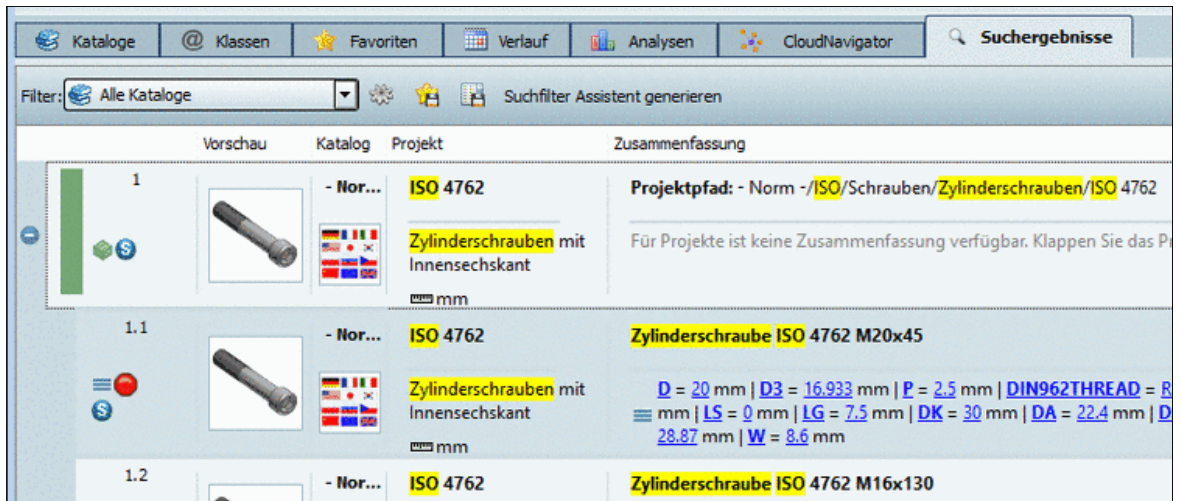 Kataloge @ Klassen Favoriten Verlauf Analysen CloudNavigator Suchergebnisse
Filter: Alle Kataloge Suchfilter Assistent generieren
Vorschau Katalog Projekt Zusammenfassung
1 - Nor... ISO 4762 Projektpfad: - Norm -/ISO/Schrauben/Zylinderschrauben/ISO 4762
Zylinderschrauben mit Für Projekte ist keine Zusammenfassung verfügbar. Klappen Sie das
Innensechskant
mm
1.1 - Nor... ISO 4762 Zylinderschraube ISO 4762 M20x45
Zylinderschrauben mit D = 20 mm | D3 = 16.933 mm | P = 2.5 mm | DIN962THREAD =
Innensechskant mm | LS = 0 mm | LG = 7.5 mm | DK = 30 mm | DA = 22.4 mm |
28.87 mm | W = 8.6 mm
mm
1.2 - Nor... ISO 4762 Zylinderschraube ISO 4762 M16x130